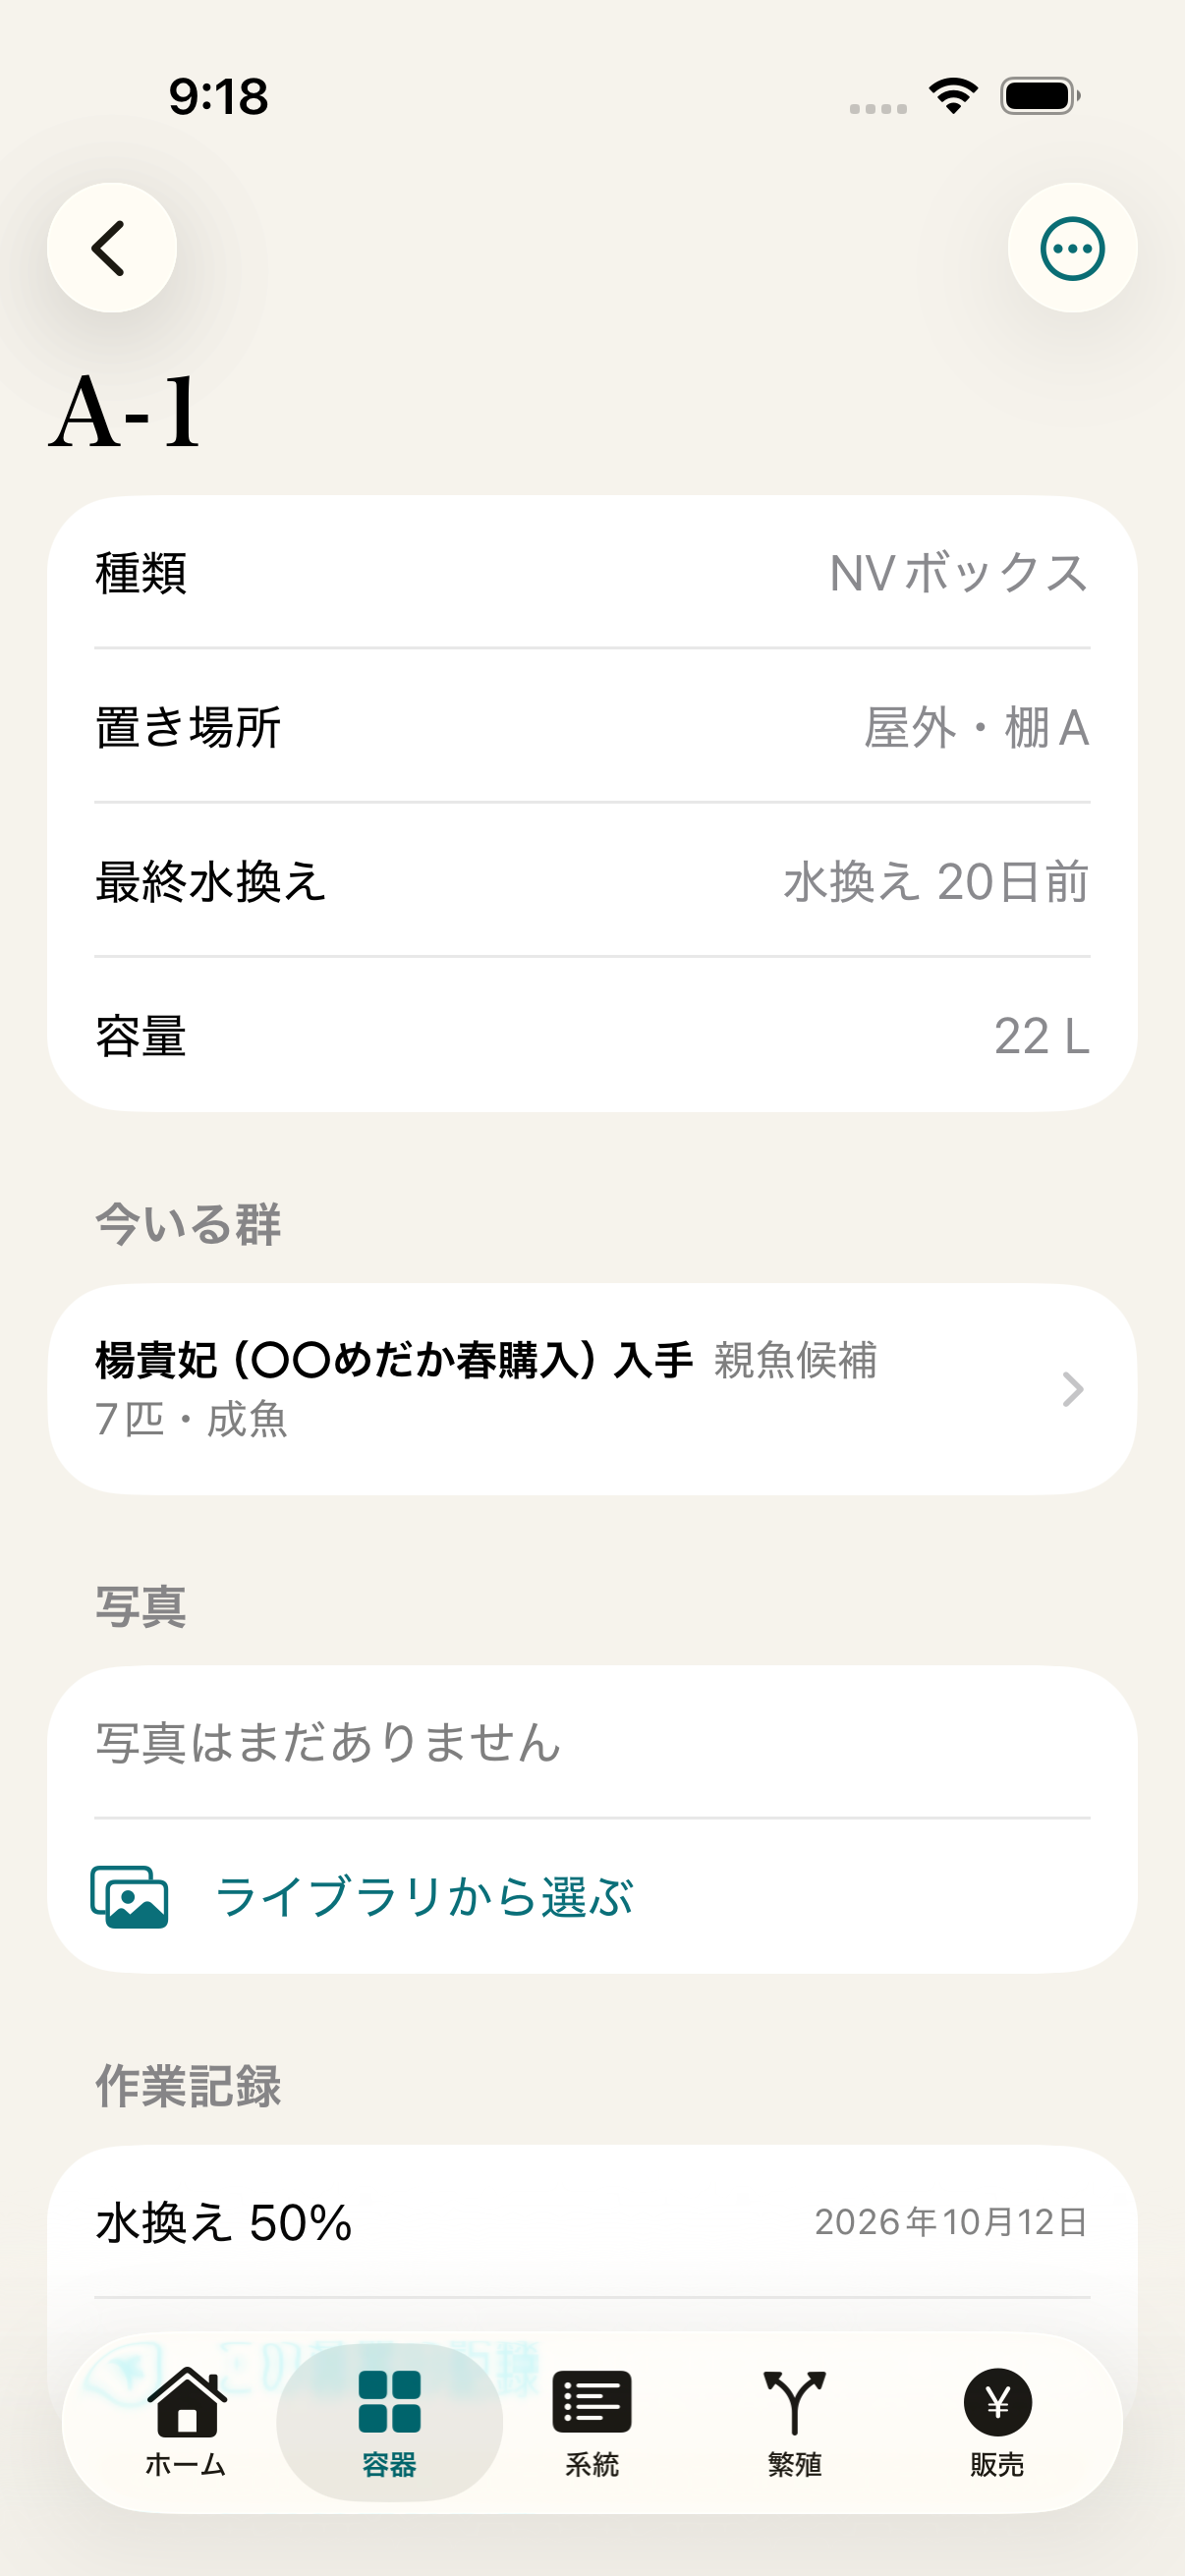 9:18
A-1
種類 NVボックス
置き場所 屋外・棚A
最終水換え 水換え 20日前
容量 22 L
今いる群
楊貴妃（〇〇めだか春購入）入手 親魚候補
7匹・成魚
写真
写真はまだありません
ライブラリから選ぶ
作業記録
水換え 50% 2026年10月12日
ホーム 容器 系統 繁殖 販売